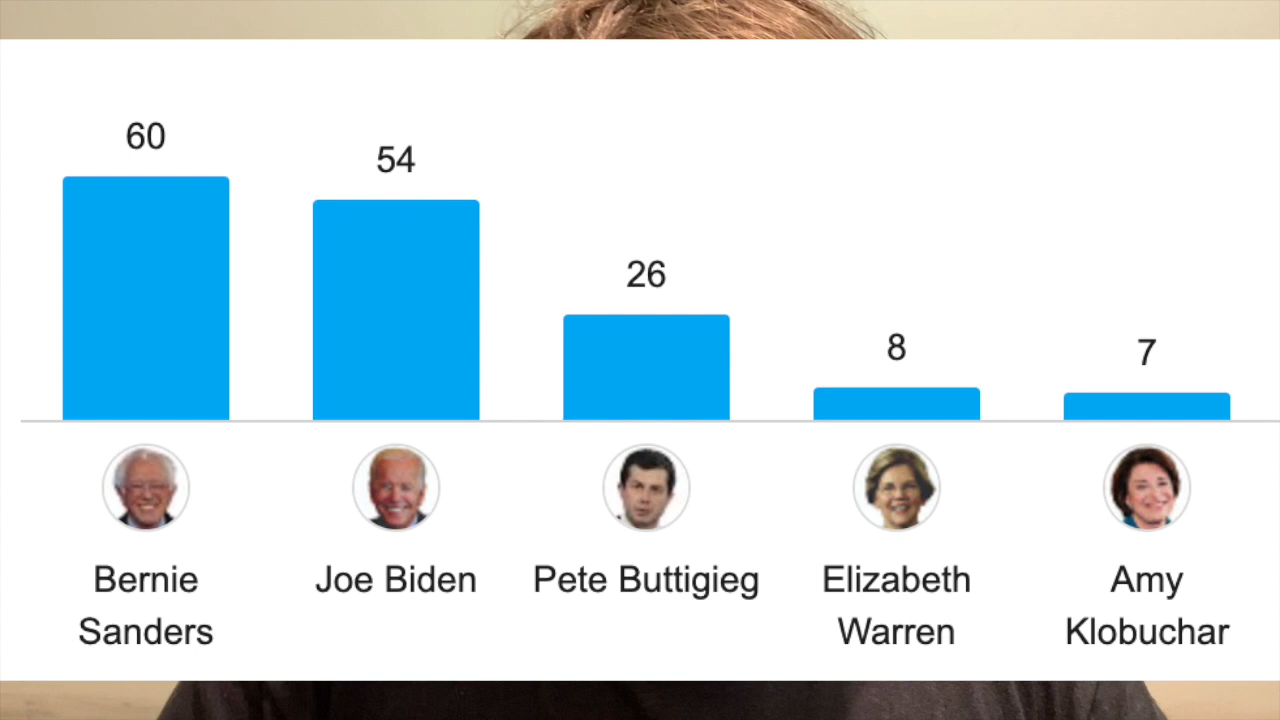 60
54
26
8
7
Bernie
Sanders
Joe Biden
Pete Buttigieg
Elizabeth
Warren
Amy
Klobuchar